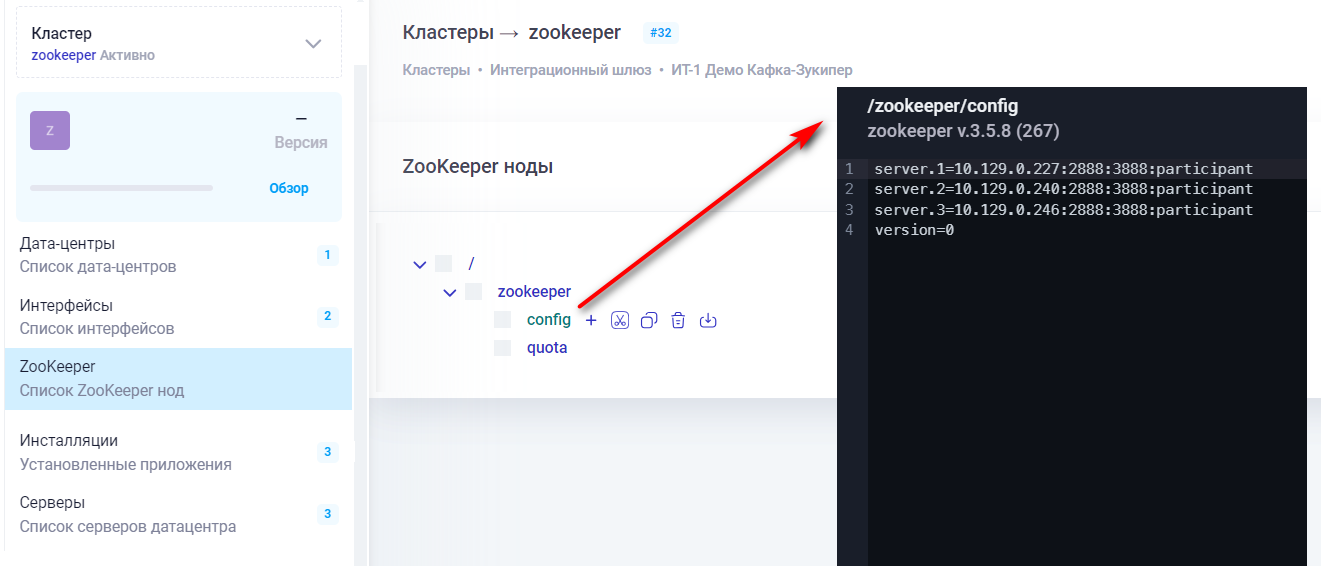 Кластер
zookeeper Активно
Z
–
Версия
Обзор
Дата-центры
1
Список дата-центров
Интерфейсы
2
Список интерфейсов
ZooKeeper
Список ZooKeeper нод
Инсталляции
3
Установленные приложения
Серверы
3
Список серверов датацентра
Кластеры → zookeeper #32
Кластеры • Интеграционный шлюз • ИТ-1 Демо Кафка-Зукипер
ZooKeeper ноды
/
zookeeper
config
quota
/zookeeper/config
zookeeper v.3.5.8 (267)
1 server.1=10.129.0.227:2888:3888:participant
2 server.2=10.129.0.240:2888:3888:participant
3 server.3=10.129.0.246:2888:3888:participant
4 version=0